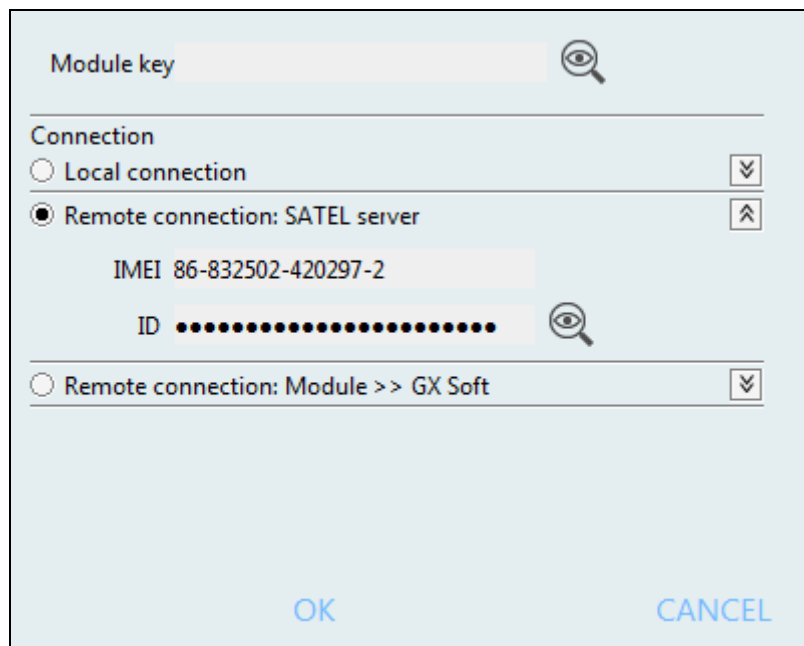 Module key
Connection
Local connection
Remote connection: SATEL server
IMEI 86-832502-420297-2
ID ●●●●●●●●●●●●●●●●●●●●●●●
Remote connection: Module >> GX Soft
OK CANCEL